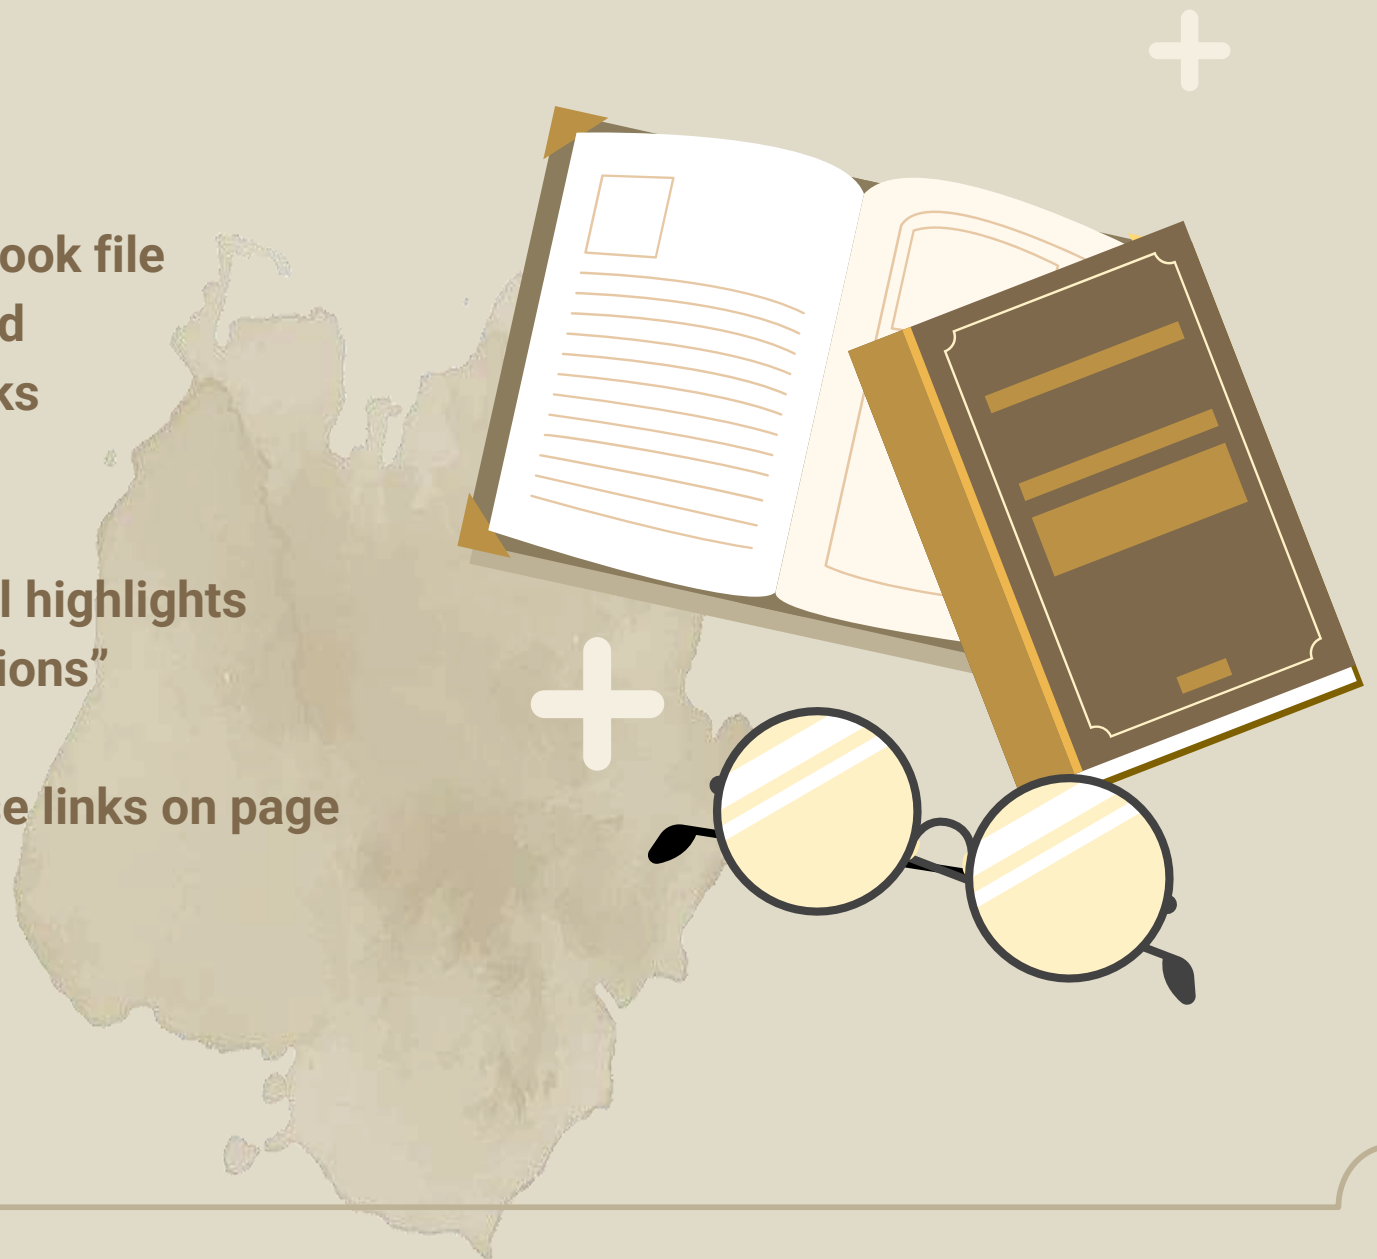 ook file
d
ks
l highlights
ions”
e links on page